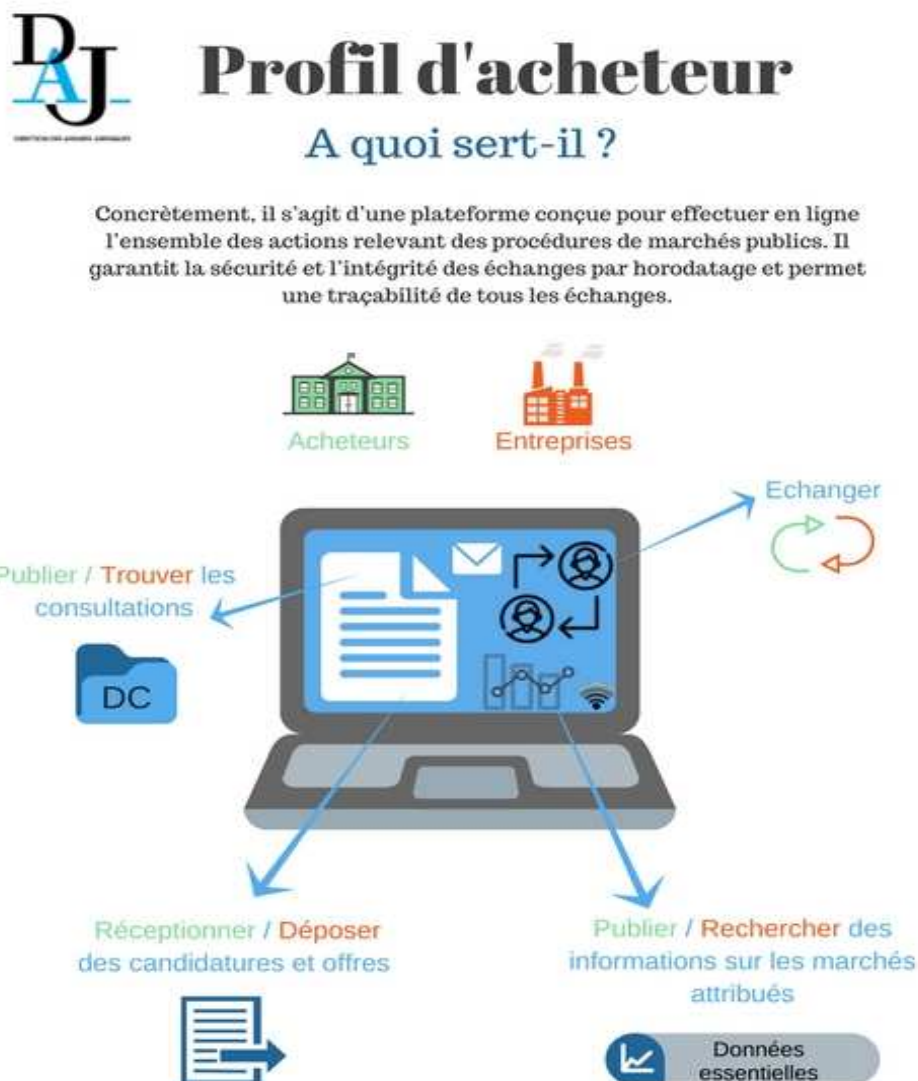 DAJ
Profil d'acheteur
A quoi sert-il ?
Concrètement, il s'agit d'une plateforme conçue pour effectuer en ligne
l'ensemble des actions relevant des procédures de marchés publics. Il
garantit la sécurité et l'intégrité des échanges par horodatage et permet
une traçabilité de tous les échanges.
Acheteurs
Entreprises
Echanger
Publier / Trouver les
consultations
DC
Réceptionner / Déposer
des candidatures et offres
Publier / Rechercher des
informations sur les marchés
attribués
Données
essentielles